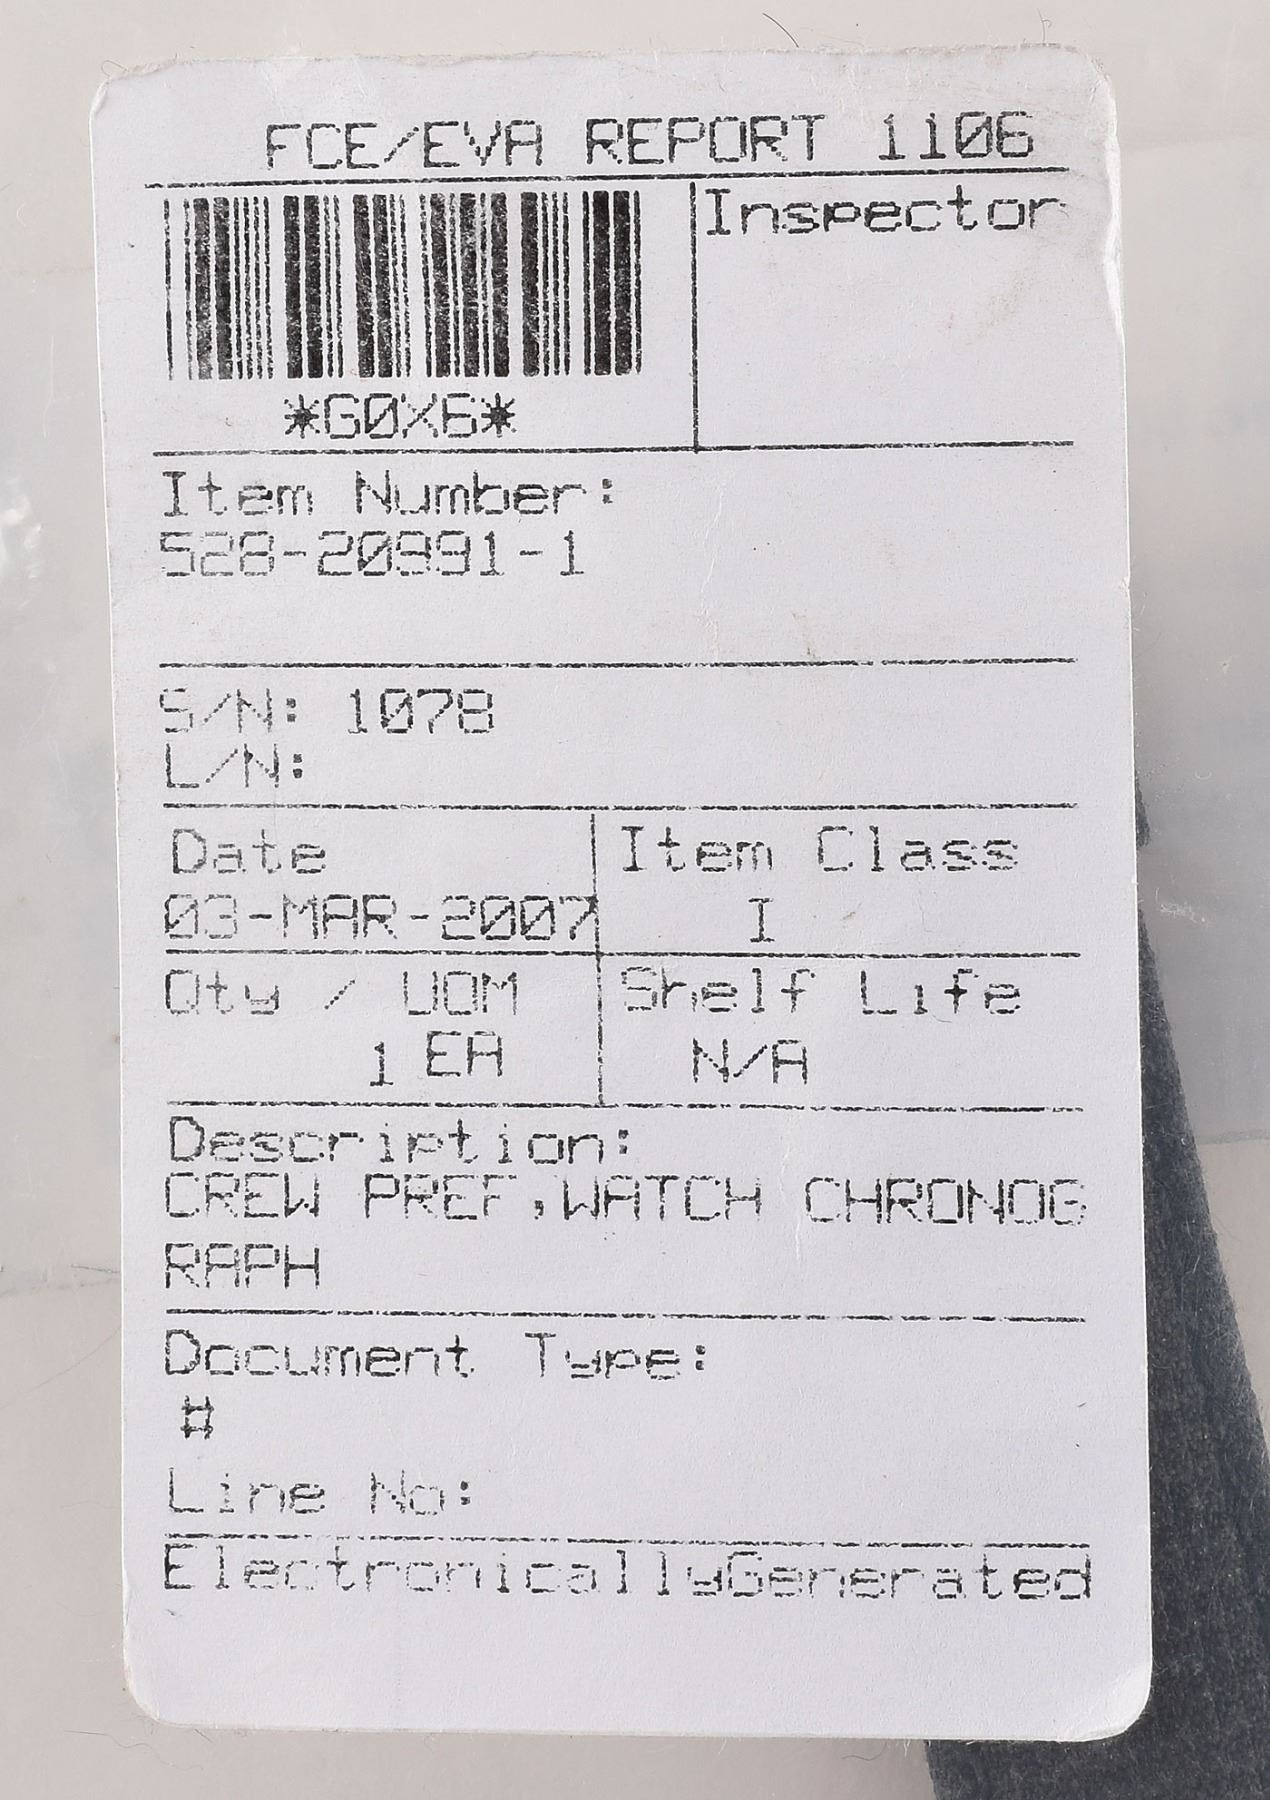 FCE/EVA REPORT 1106
Inspector
*G0X6*
Item Number:
528-20991-1
S/N: 1078
L/N:
Date
03-MAR-2007
Item Class
I
Qty / UOM
1 EA
Shelf Life
N/A
Description:
CREW PREF,WATCH CHRONOG
RAPH
Document Type:
#
Line No:
ElectronicallyGenerated